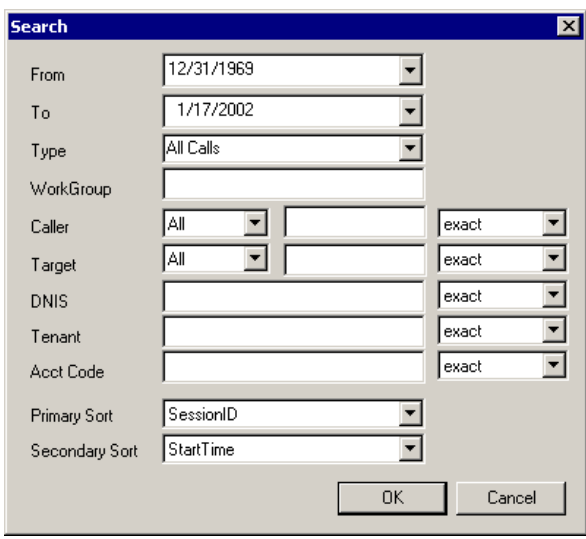 Search
From 12/31/1969
To 1/17/2002
Type All Calls
WorkGroup
Caller All exact
Target All exact
DNIS exact
Tenant exact
Acct Code exact
Primary Sort SessionID
Secondary Sort StartTime
OK Cancel